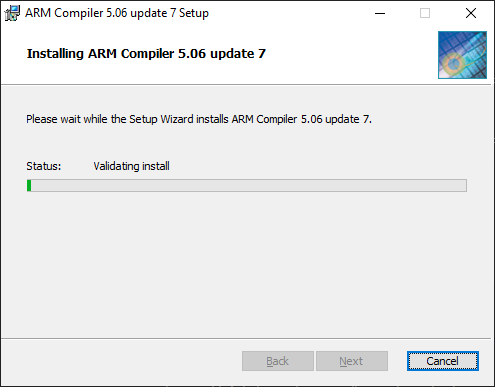 ARM Compiler 5.06 update 7 Setup
Installing ARM Compiler 5.06 update 7
Please wait while the Setup Wizard installs ARM Compiler 5.06 update 7.
Status: Validating install
Back Next Cancel